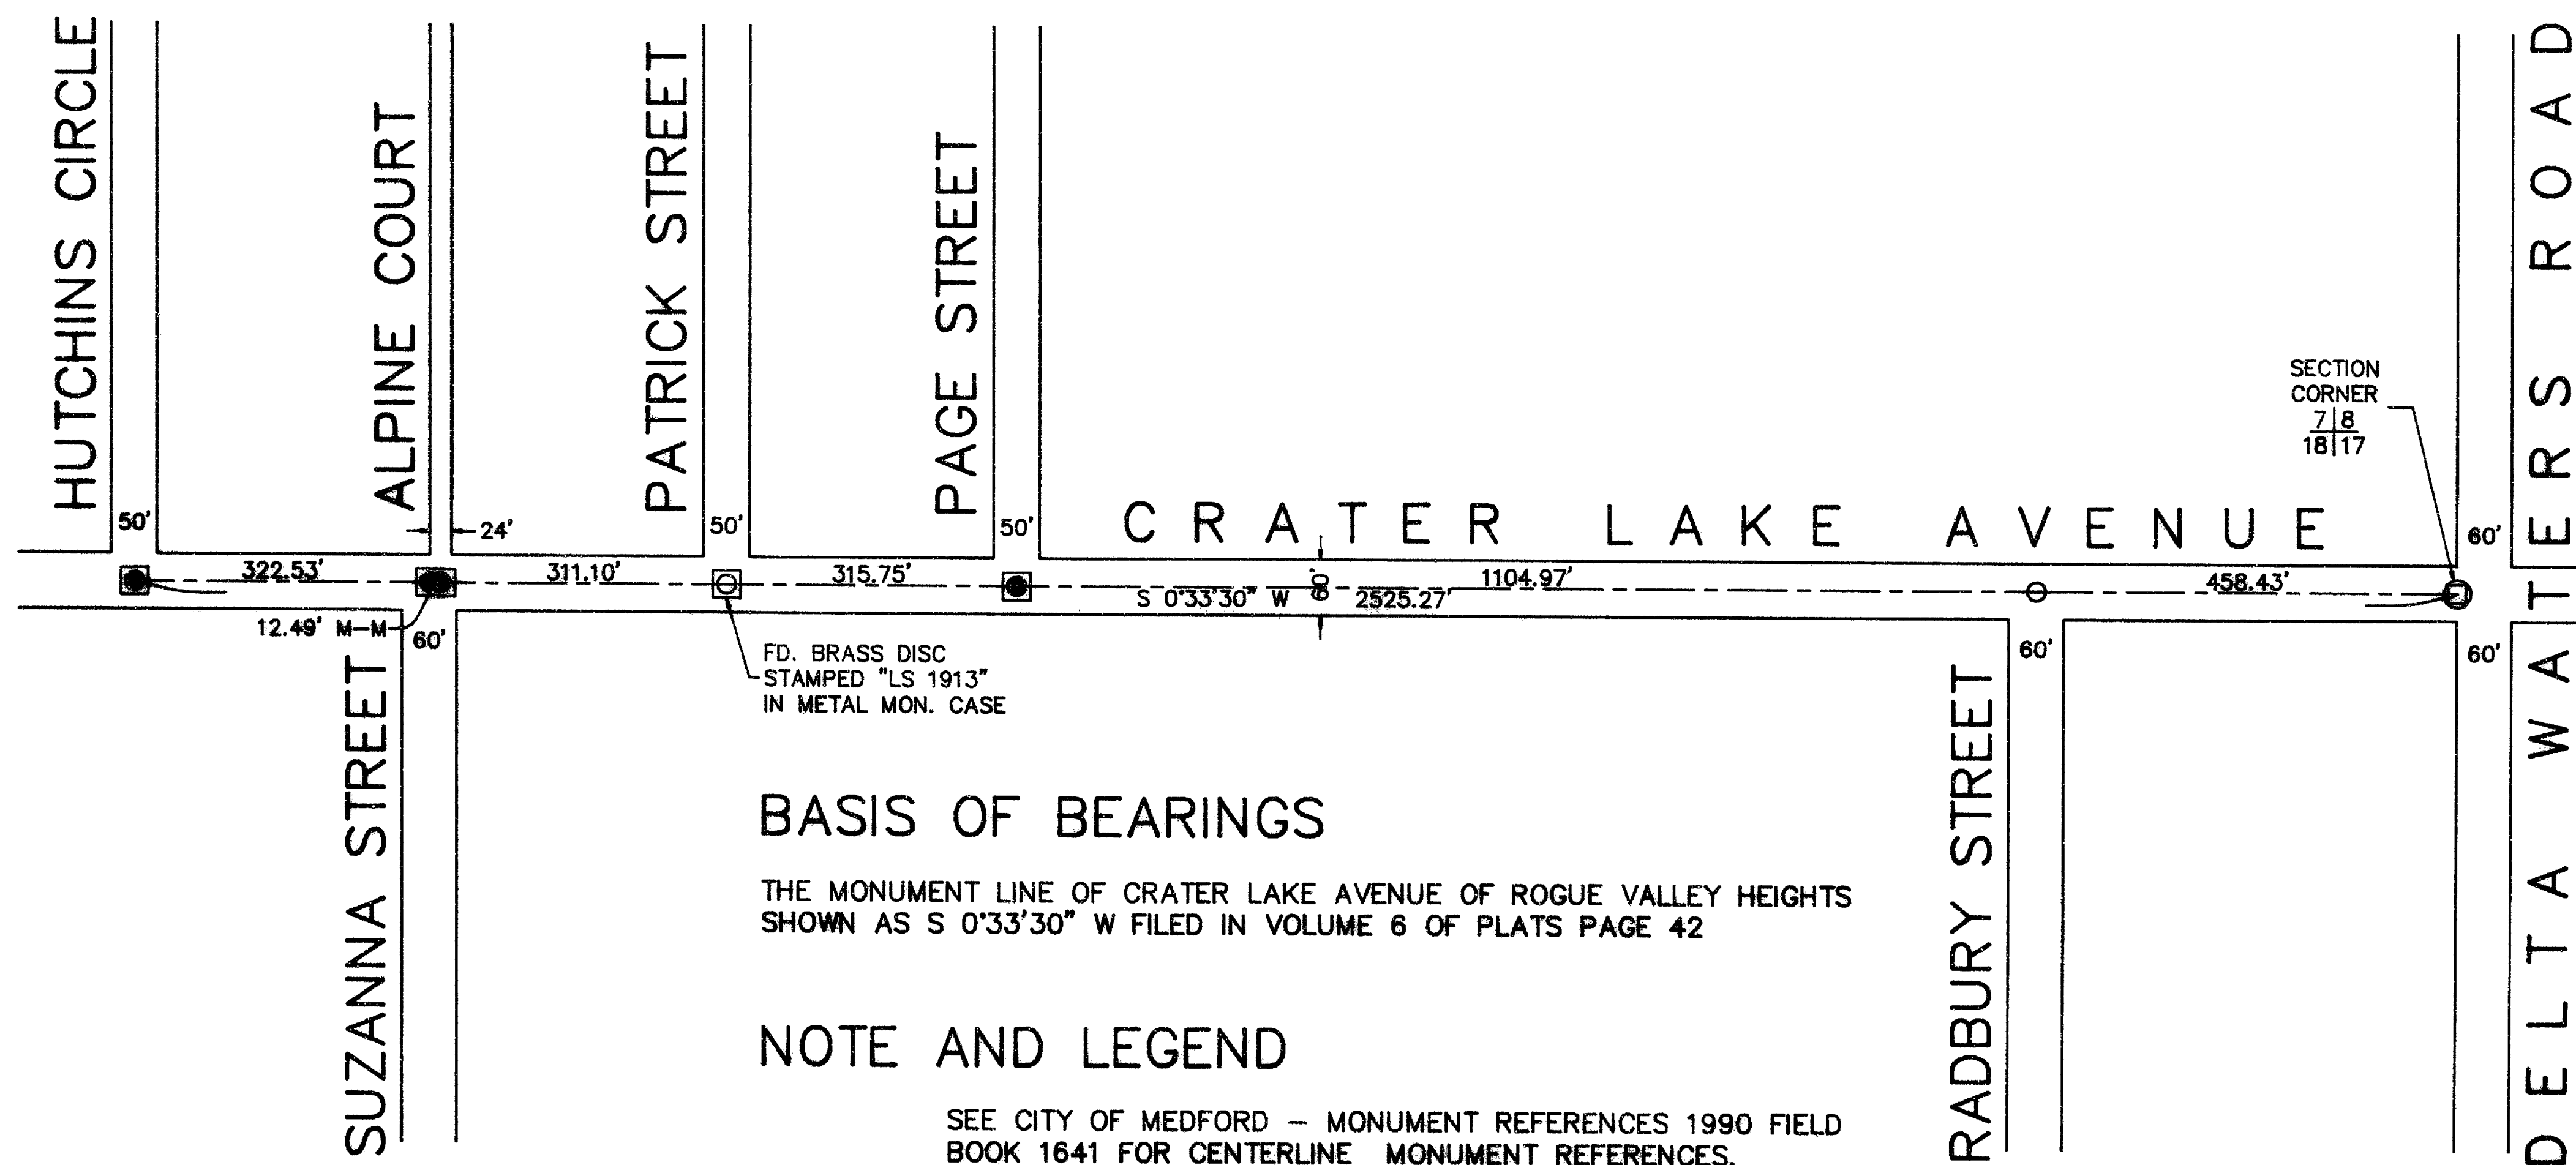 HUTCHINS CIRCLE
ALPINE COURT
PATRICK STREET
PAGE STREET
DELTA WATERS ROAD
SECTION
CORNER
7|8
18|17
CRATER LAKE AVENUE
50'
24'
50'
50'
60'
322.53'
311.10'
315.75'
1104.97'
458.43'
S 0°33'30" W
60'
2525.27'
12.49' M-M
60'
60'
60'
FD. BRASS DISC
STAMPED "LS 1913"
IN METAL MON. CASE
SUZANNA STREET
RADBURY STREET
BASIS OF BEARINGS
THE MONUMENT LINE OF CRATER LAKE AVENUE OF ROGUE VALLEY HEIGHTS
SHOWN AS S 0°33'30" W FILED IN VOLUME 6 OF PLATS PAGE 42
NOTE AND LEGEND
SEE CITY OF MEDFORD – MONUMENT REFERENCES 1990 FIELD
BOOK 1641 FOR CENTERLINE MONUMENT REFERENCES.